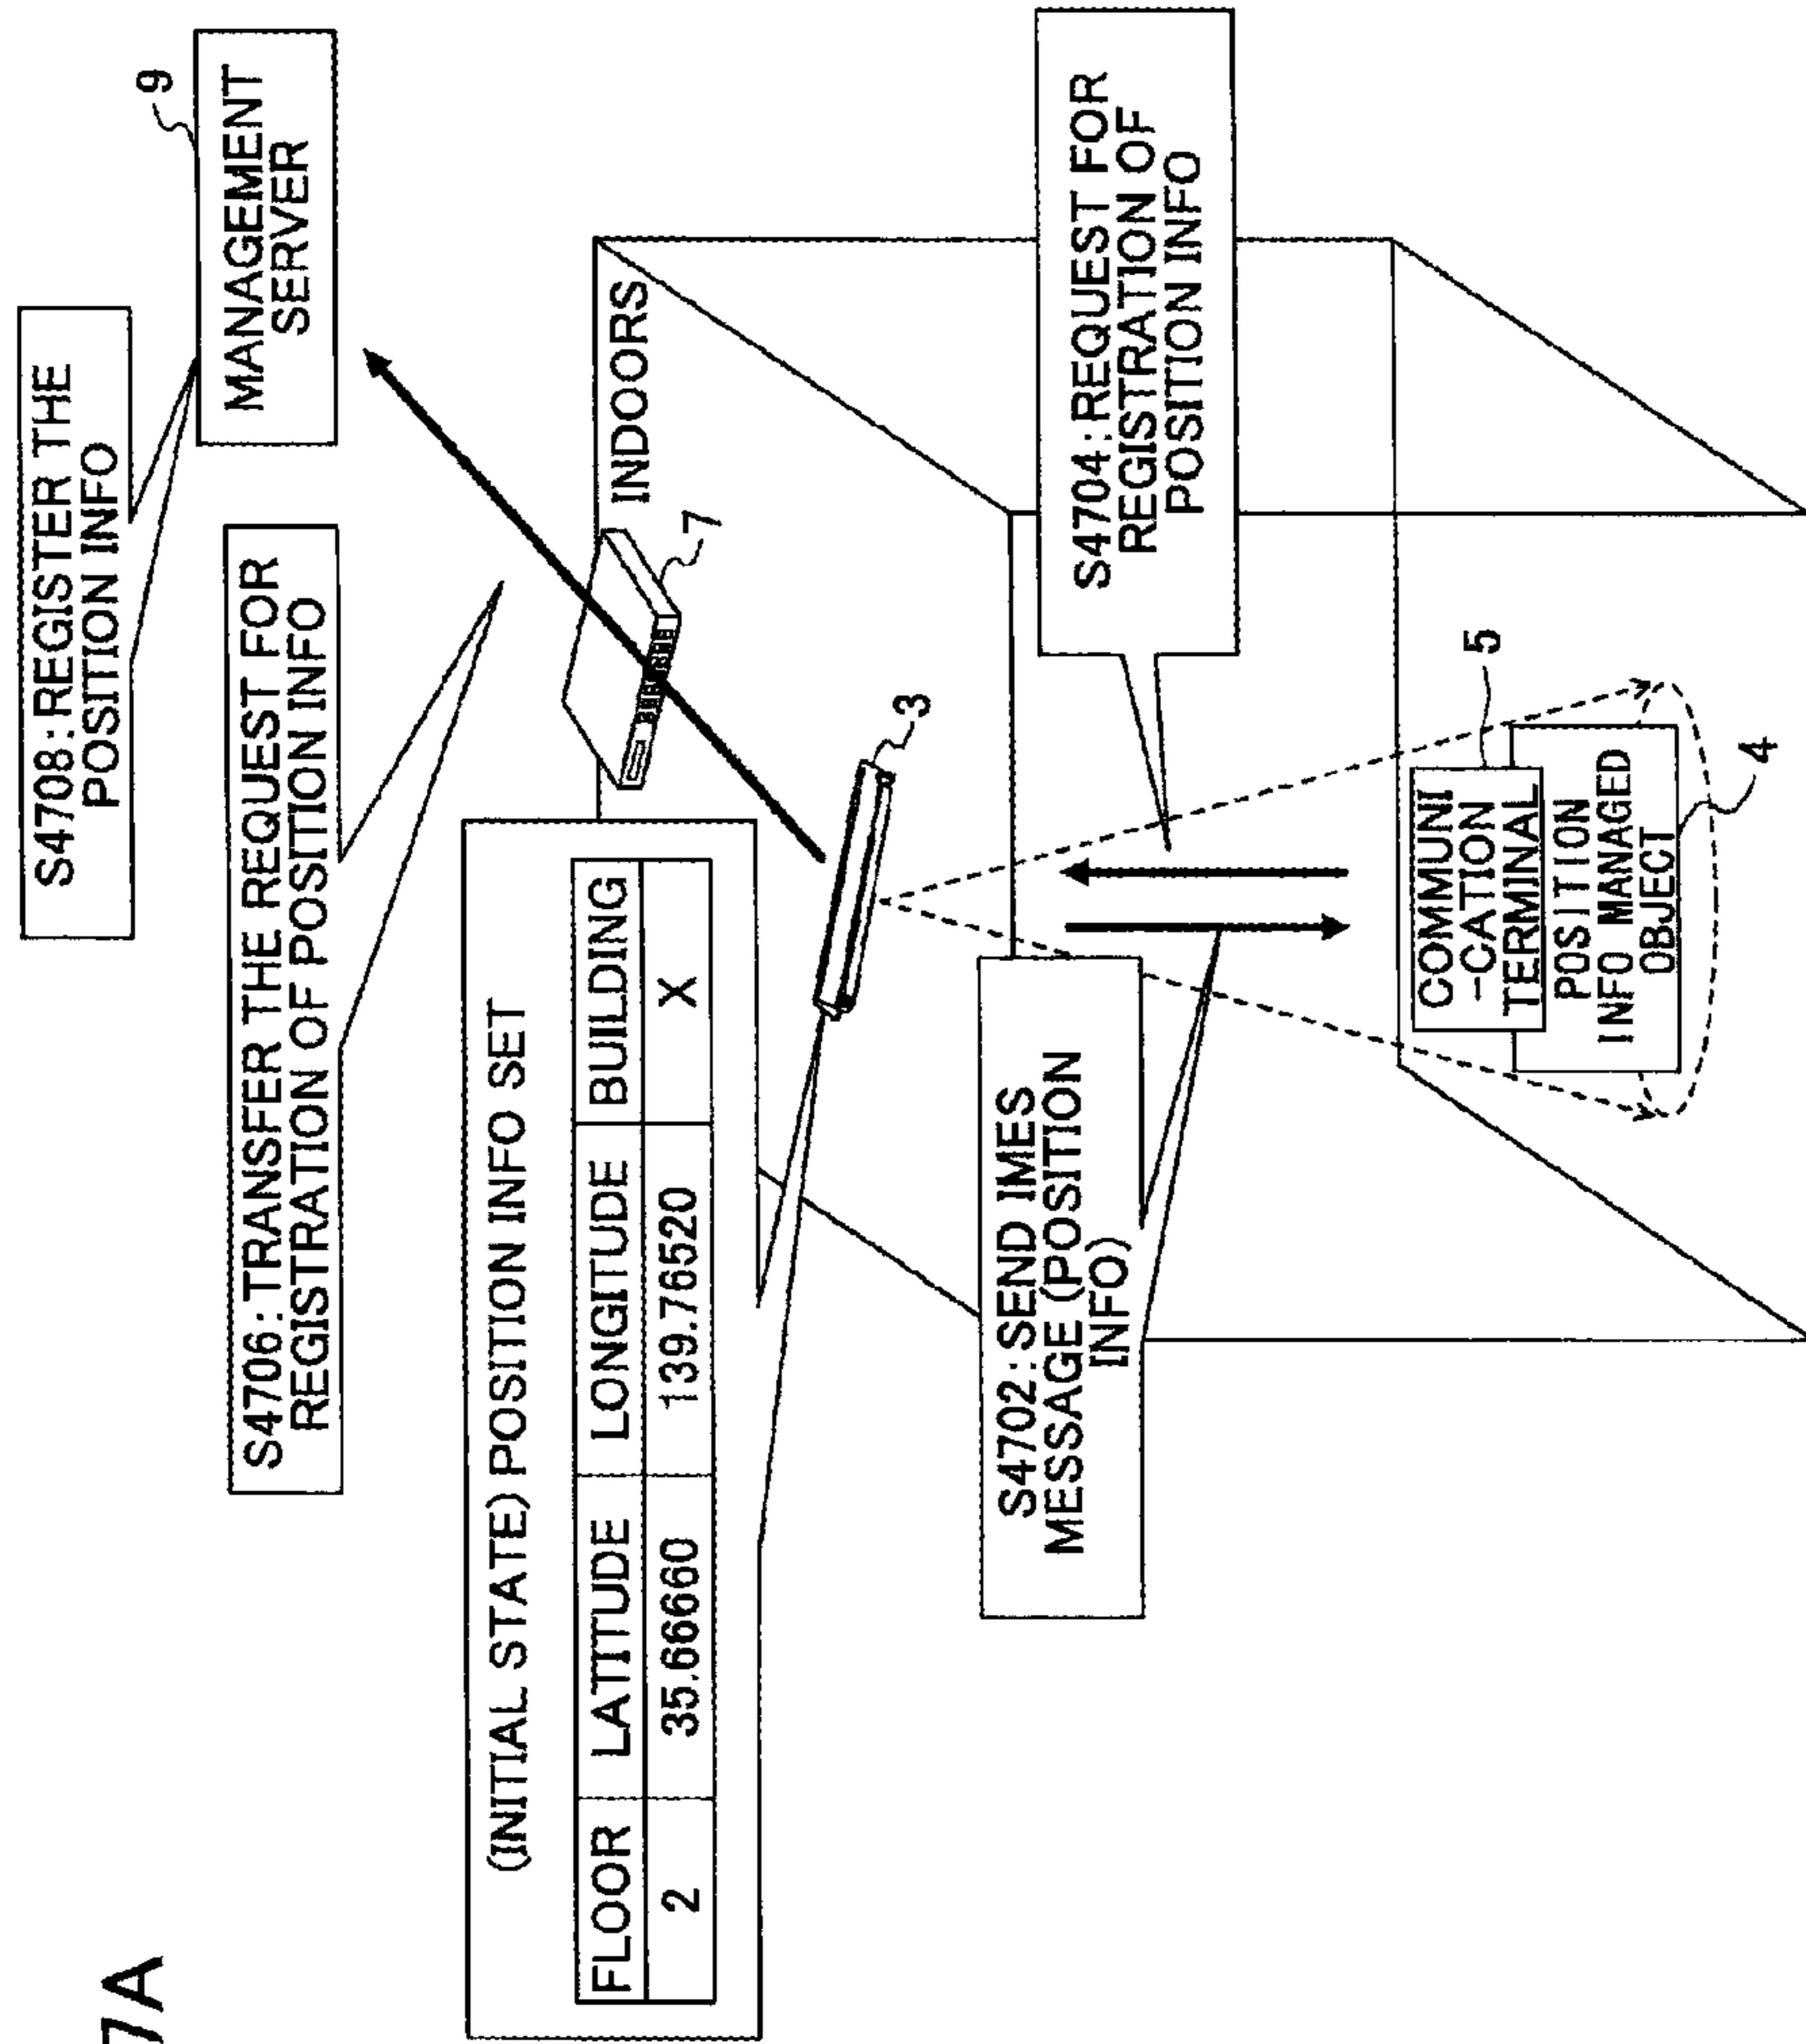 7A
S4708:REGISTER THE
POSITION INFO
9
MANAGEMENT
SERVER
S4706:TRANSFER THE REQUEST FOR
REGISTRATION OF POSITION INFO
(INITIAL STATE) POSITION INFO SET
FLOOR LATITUDE LONGITUDE BUILDING
2 35.66660 139.76520 X
INDOORS
7
3
S4702:SEND IMES
MESSAGE (POSITION
INFO)
S4704:REQUEST FOR
REGISTRATION OF
POSITION INFO
5
COMMUNI
-CATION
TERMINAL
POSITION
INFO MANAGED
OBJECT
4